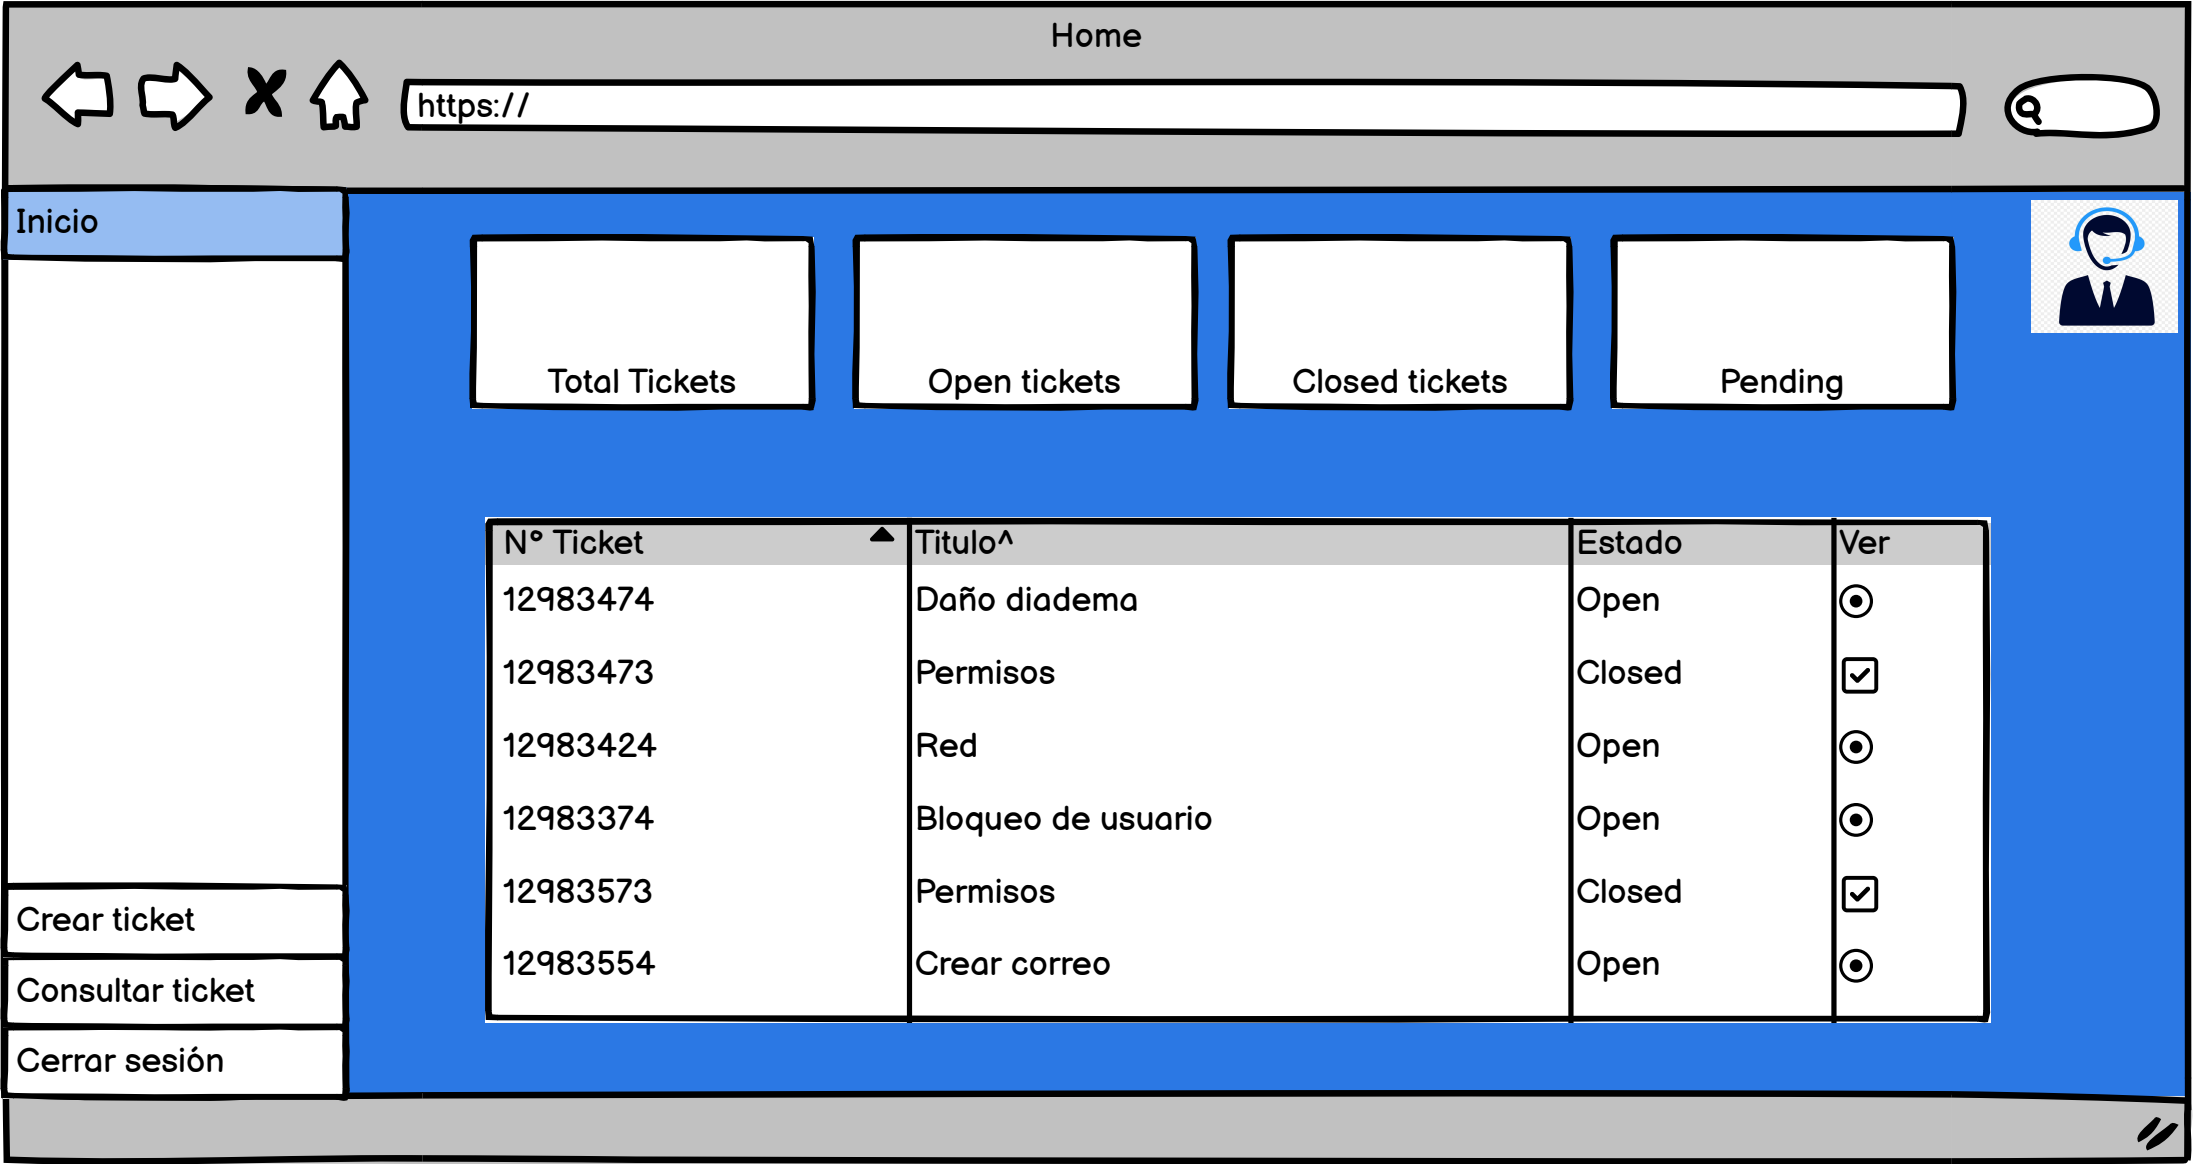 Home
https://
Inicio
Total Tickets
Open tickets
Closed tickets
Pending
N° Ticket Titulo^ Estado Ver
12983474 Daño diadema Open
12983473 Permisos Closed
12983424 Red Open
12983374 Bloqueo de usuario Open
12983573 Permisos Closed
12983554 Crear correo Open
Crear ticket
Consultar ticket
Cerrar sesión